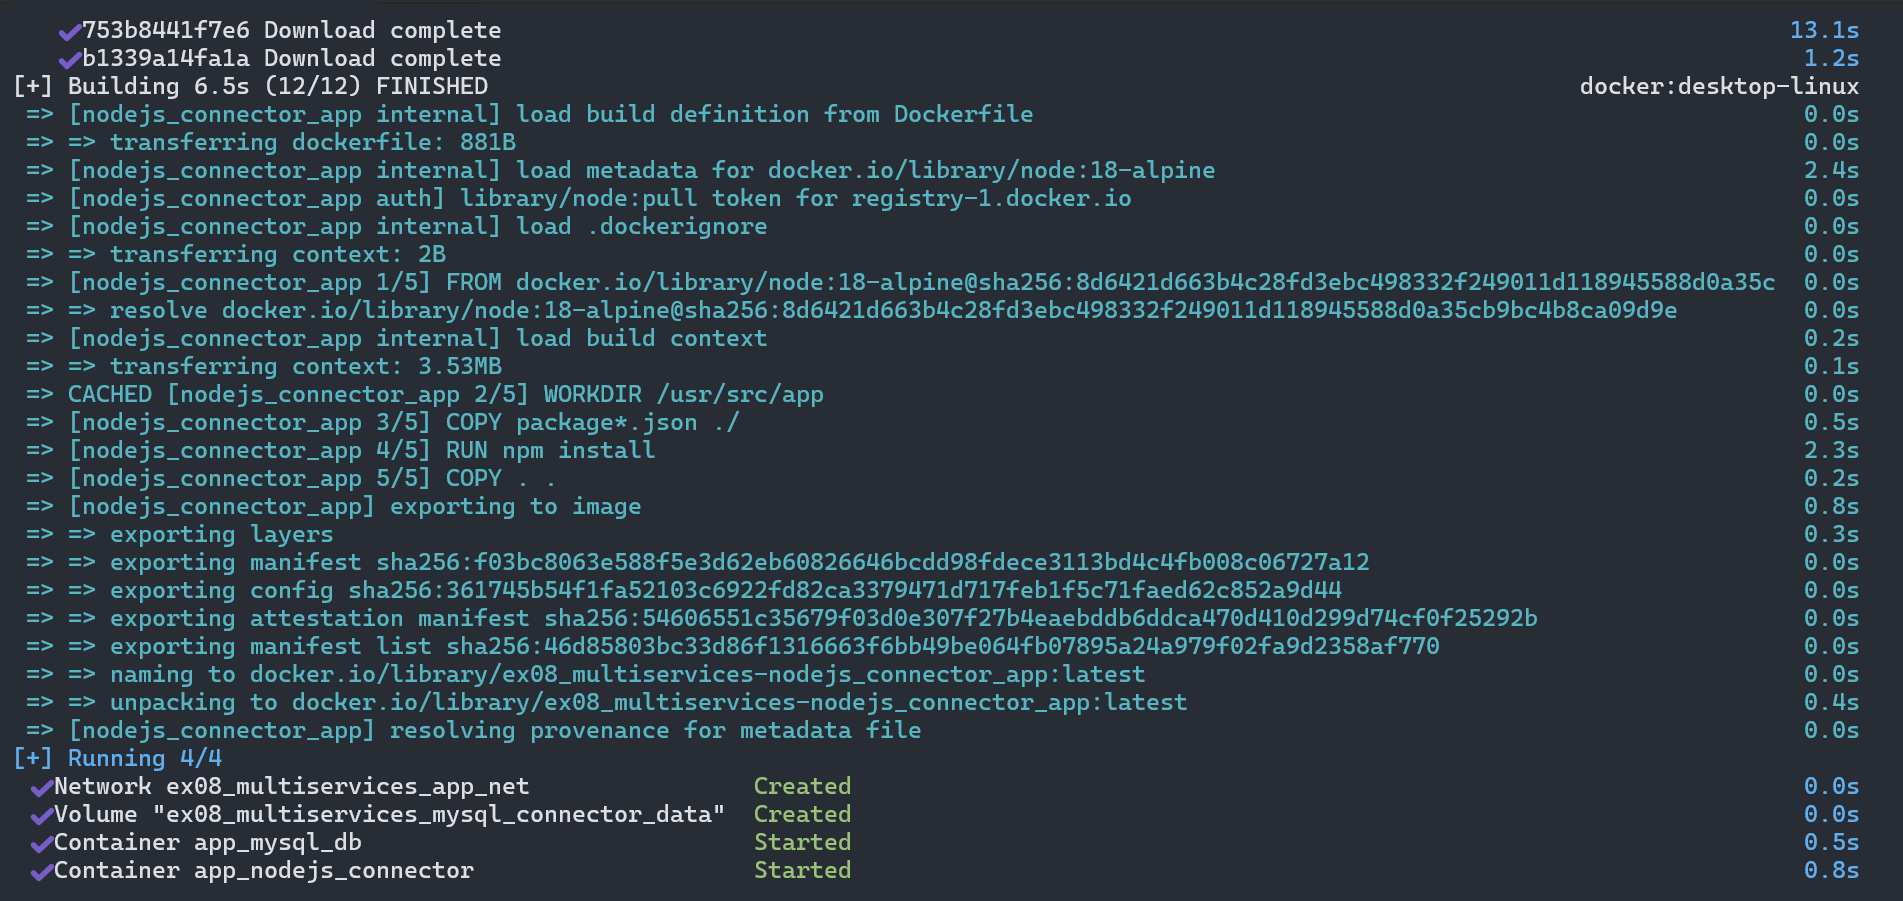 ✔753b8441f7e6 Download complete 13.1s
✔b1339a14fa1a Download complete 1.2s
[+] Building 6.5s (12/12) FINISHED docker:desktop-linux
=> [nodejs_connector_app internal] load build definition from Dockerfile 0.0s
=> => transferring dockerfile: 881B 0.0s
=> [nodejs_connector_app internal] load metadata for docker.io/library/node:18-alpine 2.4s
=> [nodejs_connector_app auth] library/node:pull token for registry-1.docker.io 0.0s
=> [nodejs_connector_app internal] load .dockerignore 0.0s
=> => transferring context: 2B 0.0s
=> [nodejs_connector_app 1/5] FROM docker.io/library/node:18-alpine@sha256:8d6421d663b4c28fd3ebc498332f249011d118945588d0a35c 0.0s
=> => resolve docker.io/library/node:18-alpine@sha256:8d6421d663b4c28fd3ebc498332f249011d118945588d0a35cb9bc4b8ca09d9e 0.0s
=> [nodejs_connector_app internal] load build context 0.2s
=> => transferring context: 3.53MB 0.1s
=> CACHED [nodejs_connector_app 2/5] WORKDIR /usr/src/app 0.0s
=> [nodejs_connector_app 3/5] COPY package*.json ./ 0.5s
=> [nodejs_connector_app 4/5] RUN npm install 2.3s
=> [nodejs_connector_app 5/5] COPY . . 0.2s
=> [nodejs_connector_app] exporting to image 0.8s
=> => exporting layers 0.3s
=> => exporting manifest sha256:f03bc8063e588f5e3d62eb60826646bcdd98fdece3113bd4c4fb008c06727a12 0.0s
=> => exporting config sha256:361745b54f1fa52103c6922fd82ca3379471d717feb1f5c71faed62c852a9d44 0.0s
=> => exporting attestation manifest sha256:54606551c35679f03d0e307f27b4eaebddb6ddca470d410d299d74cf0f25292b 0.0s
=> => exporting manifest list sha256:46d85803bc33d86f1316663f6bb49be064fb07895a24a979f02fa9d2358af770 0.0s
=> => naming to docker.io/library/ex08_multiservices-nodejs_connector_app:latest 0.0s
=> => unpacking to docker.io/library/ex08_multiservices-nodejs_connector_app:latest 0.4s
=> [nodejs_connector_app] resolving provenance for metadata file 0.0s
[+] Running 4/4
✔Network ex08_multiservices_app_net Created 0.0s
✔Volume "ex08_multiservices_mysql_connector_data" Created 0.0s
✔Container app_mysql_db Started 0.5s
✔Container app_nodejs_connector Started 0.8s